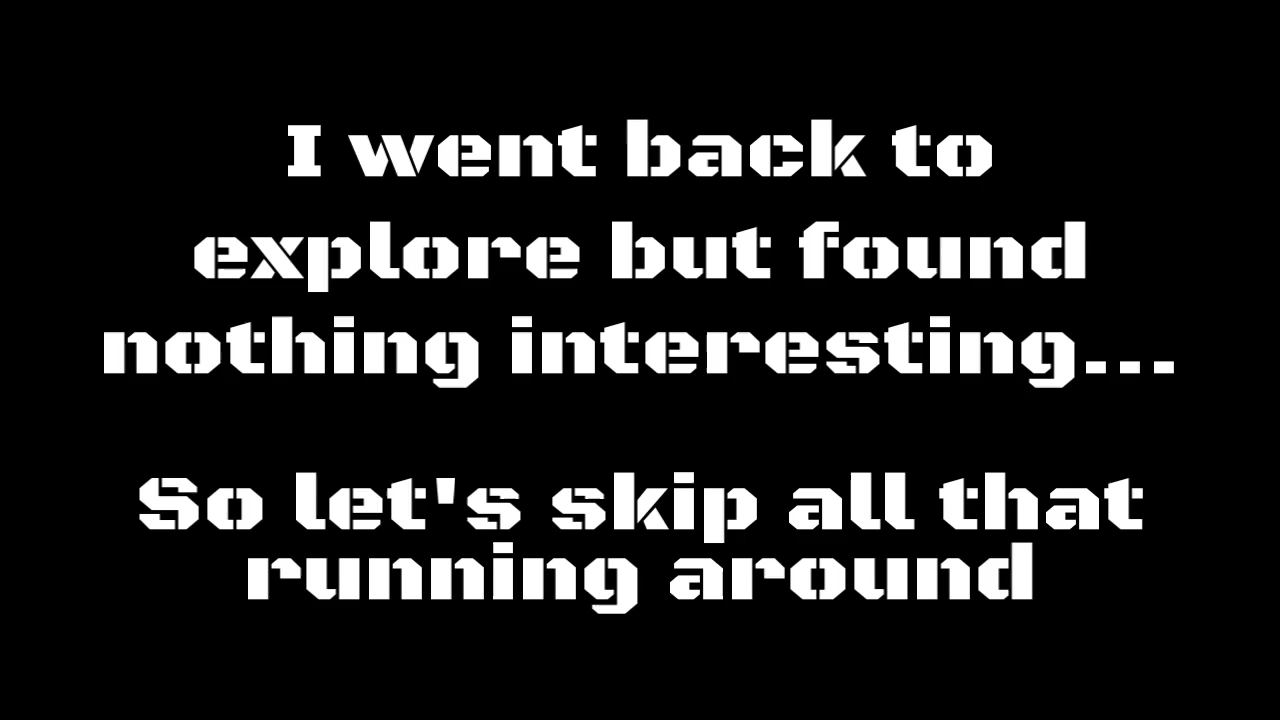 I went back to
explore but found
nothing interesting...
So let's skip all that
running around